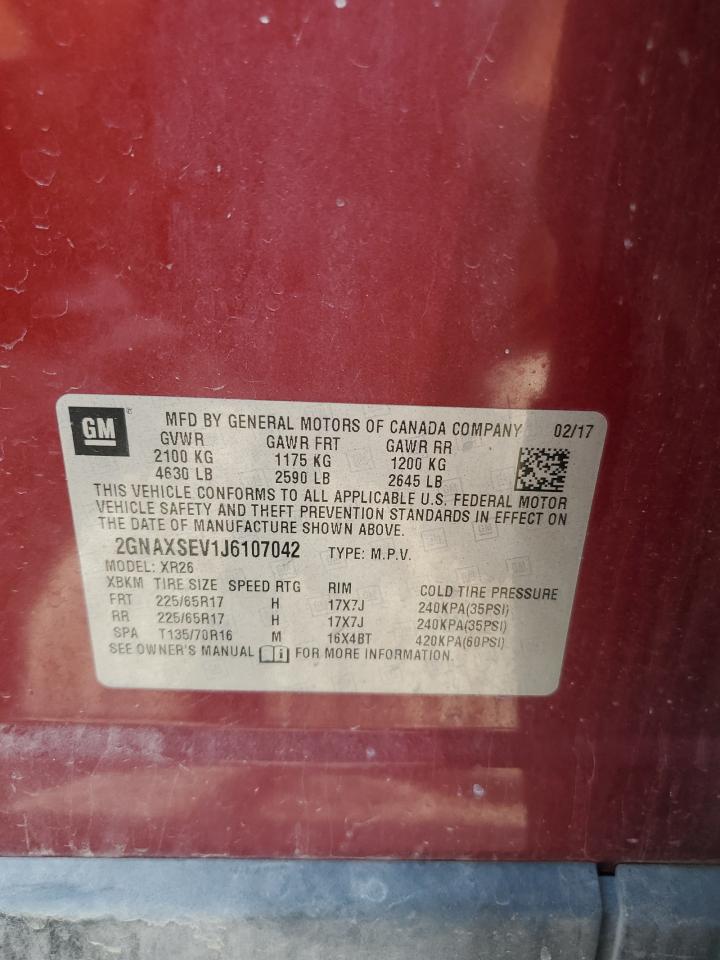 GM
MFD BY GENERAL MOTORS OF CANADA COMPANY 02/17
GVWR GAWR FRT GAWR RR
2100 KG 1175 KG 1200 KG
4630 LB 2590 LB 2645 LB
THIS VEHICLE CONFORMS TO ALL APPLICABLE U.S. FEDERAL MOTOR
VEHICLE SAFETY AND THEFT PREVENTION STANDARDS IN EFFECT ON
THE DATE OF MANUFACTURE SHOWN ABOVE.
2GNAXSEV1J6107042 TYPE: M.P.V.
MODEL: XR26
XBKM TIRE SIZE SPEED RTG RIM COLD TIRE PRESSURE
FRT 225/65R17 H 17X7J 240KPA(35PSI)
RR 225/65R17 H 17X7J 240KPA(35PSI)
SPA T135/70R16 M 16X4BT 420KPA(60PSI)
SEE OWNER'S MANUAL FOR MORE INFORMATION.